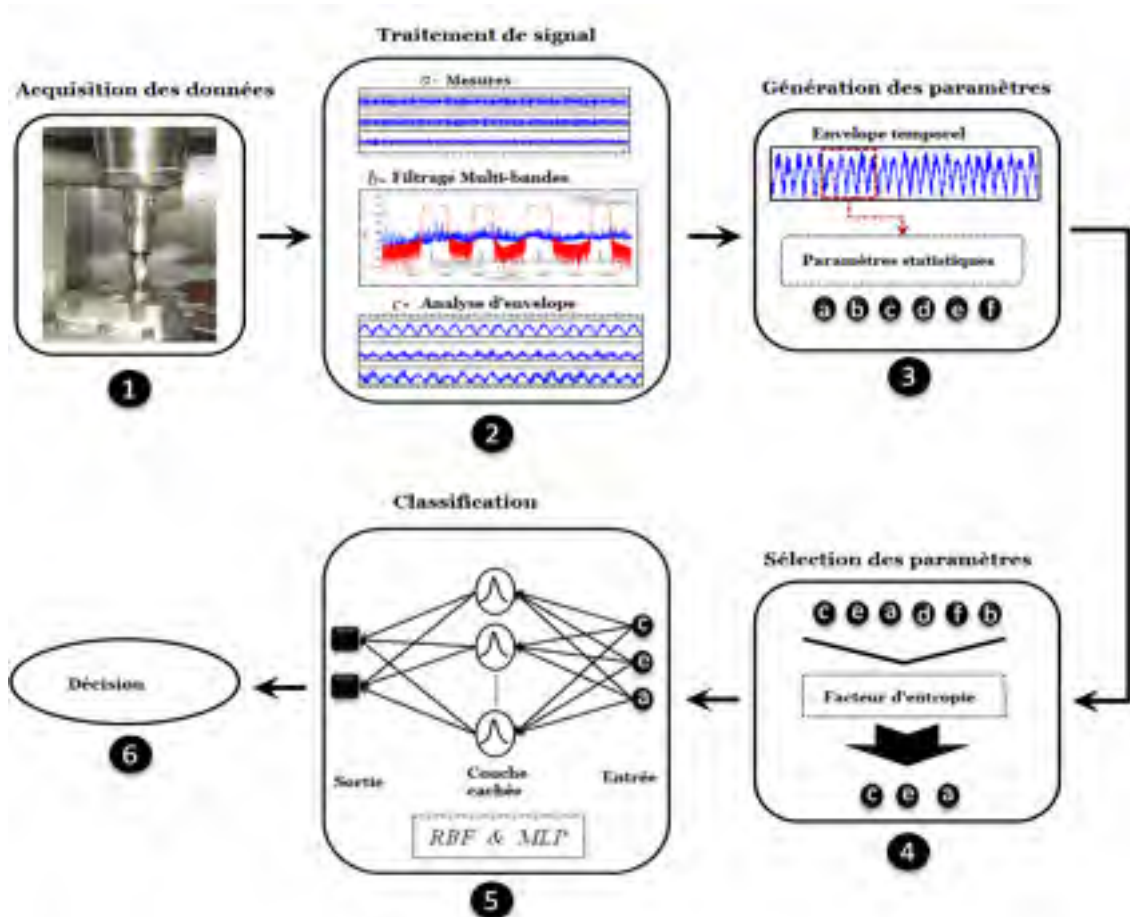 Acquisition des données
1
Traitement de signal
a- Mesures
b- Filtrage Multi-bandes
c- Analyse d'envelope
2
Génération des paramètres
Envelope temporel
Paramètres statistiques
a b c d e f
3
Sélection des paramètres
c e a d f b
Facteur d'entropie
c e a
4
Classification
c
e
a
Sortie
Couche cachée
Entrée
RBF & MLP
5
Décision
6